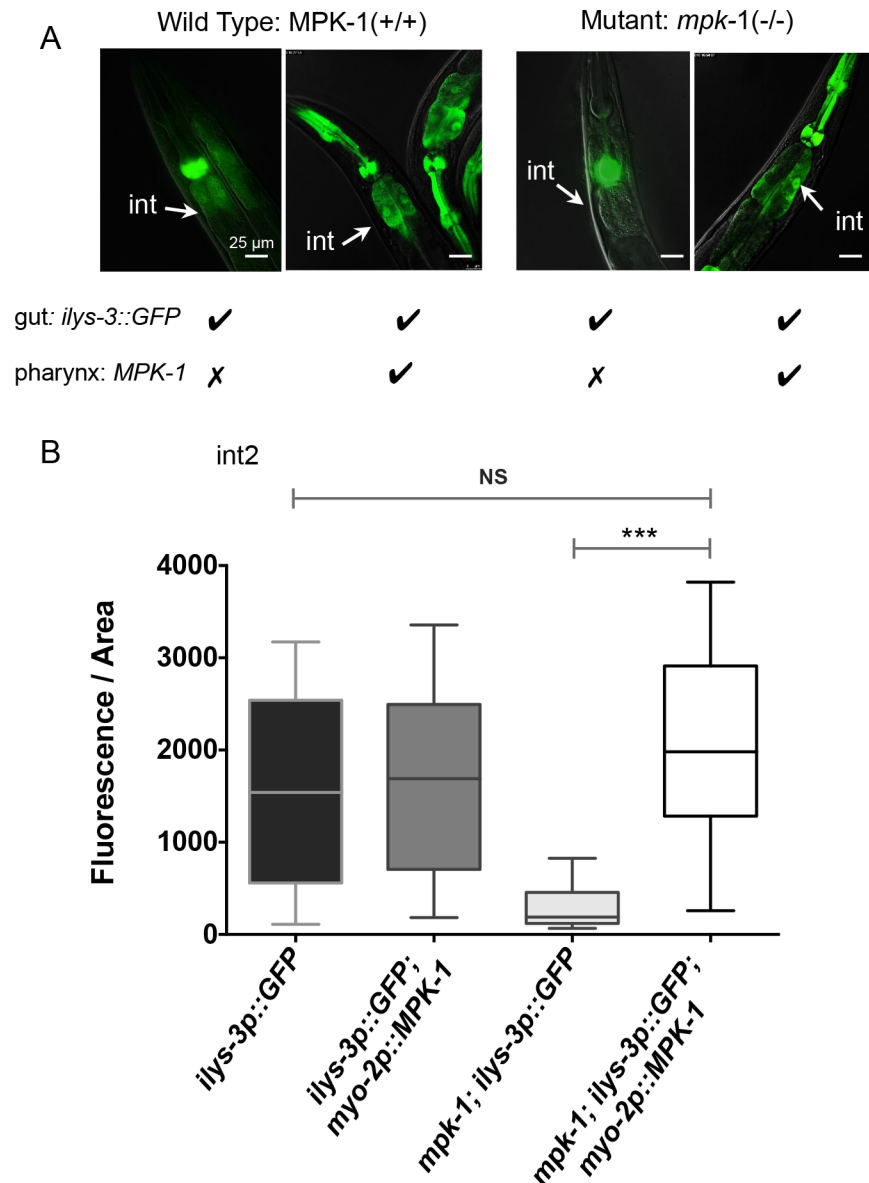 A
Wild Type: MPK-1(+/+)
Mutant: mpk-1(-/-)
int
25 µm
int
int
int
gut: ilys-3::GFP ✔ ✔ ✔ ✔
pharynx: MPK-1 ✗ ✔ ✗ ✔
B
int2
NS
***
Fluorescence / Area
4000
3000
2000
1000
0
ilys-3p::GFP
ilys-3p::GFP;
myo-2p::MPK-1
mpk-1; ilys-3p::GFP
mpk-1; ilys-3p::GFP;
myo-2p::MPK-1